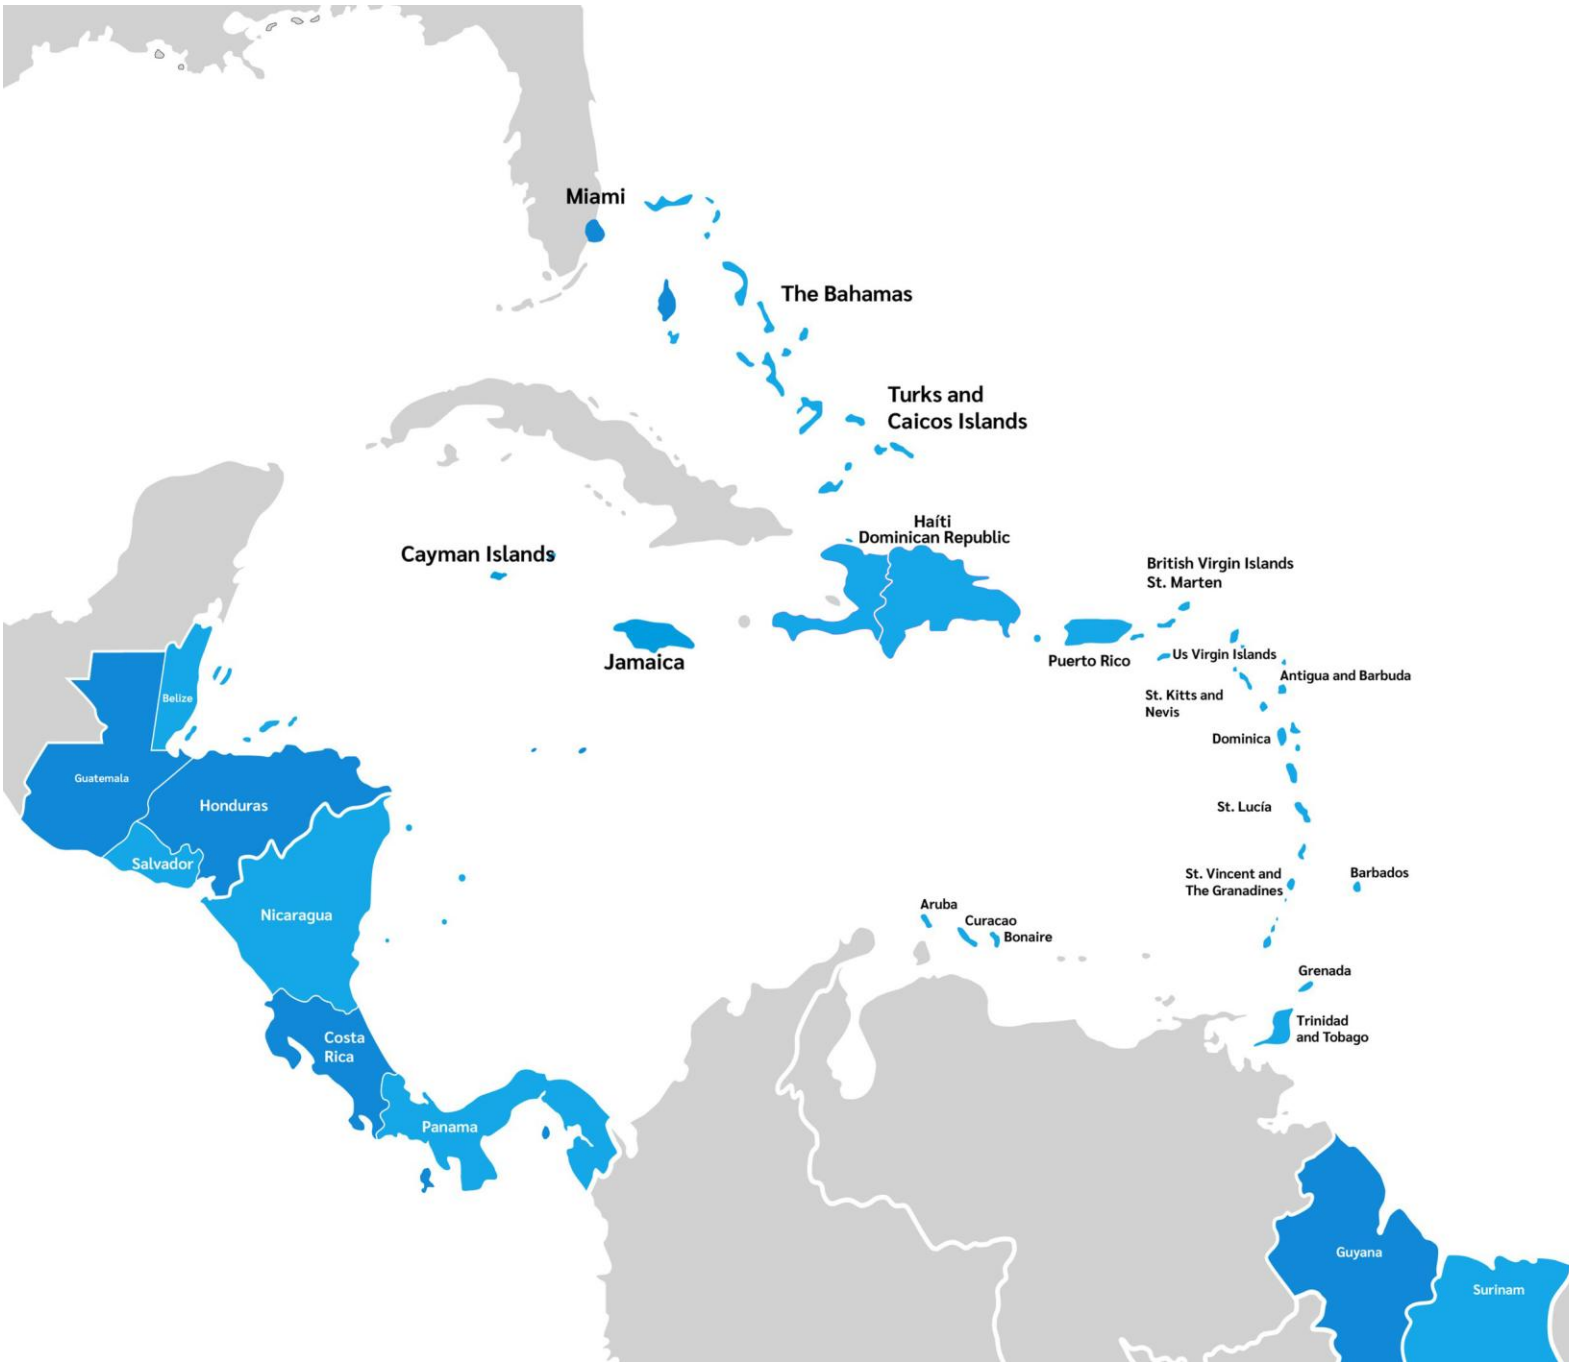 Miami
The Bahamas
Turks and
Caicos Islands
Haíti
Dominican Republic
Cayman Islands
British Virgin Islands
St. Marten
Jamaica
Puerto Rico
Us Virgin Islands
Antigua and Barbuda
St. Kitts and
Nevis
Belize
Dominica
Guatemala
Honduras
St. Lucía
Salvador
St. Vincent and
The Granadines
Barbados
Nicaragua
Aruba
Curacao
Bonaire
Grenada
Trinidad
and Tobago
Costa
Rica
Panama
Guyana
Surinam